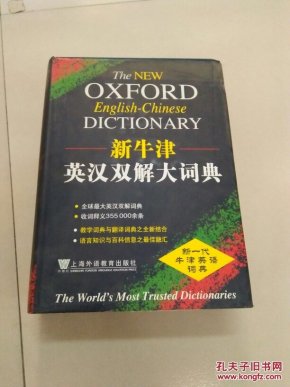 The NEW
OXFORD
English-Chinese
DICTIONARY
新牛津
英汉双解大词典
全球最大英汉双解词典
收词释义355 000余条
教学词典与翻译词典之全新结合
语言知识与百科信息之最佳融汇
新一代
牛津英语
词典
The World's Most Trusted Dictionaries
上海外语教育出版社
孔夫子旧书网